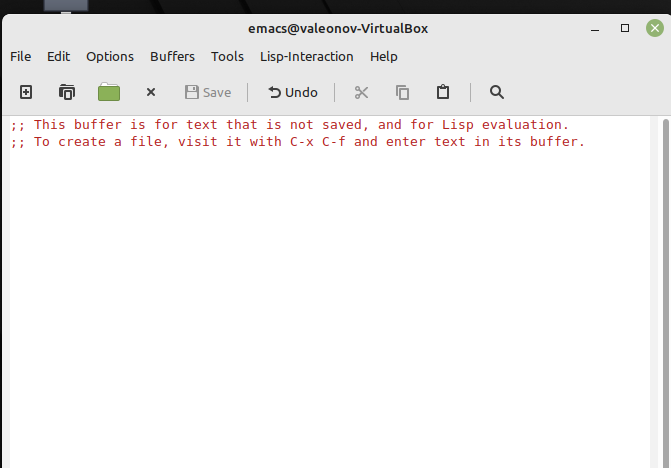 emacs@valeonov-VirtualBox
File Edit Options Buffers Tools Lisp-Interaction Help
Save Undo
;; This buffer is for text that is not saved, and for Lisp evaluation.
;; To create a file, visit it with C-x C-f and enter text in its buffer.